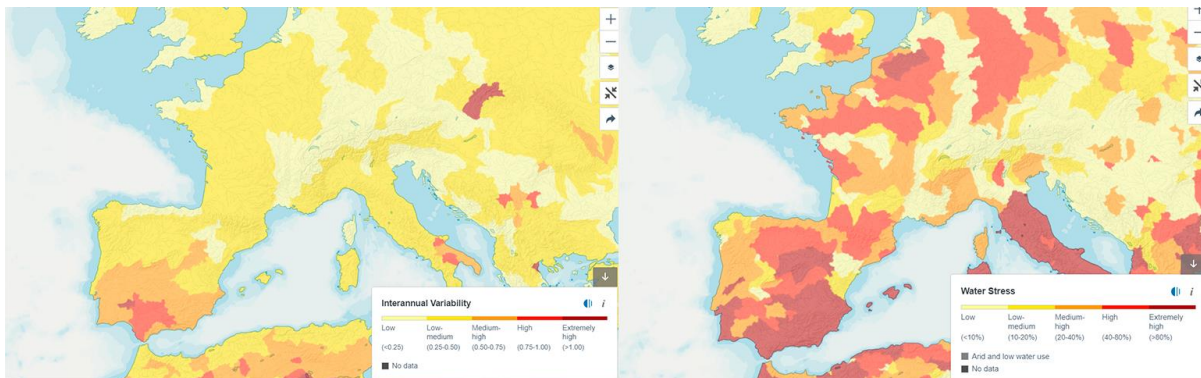 Interannual Variability
Low
Low-
medium
Medium-
high
High
Extremely
high
(<0.25)
(0.25-0.50)
(0.50-0.75)
(0.75-1.00)
(>1.00)
No data
Water Stress
Low
Low-
medium
Medium-
high
High
Extremely
high
(<10%)
(10-20%)
(20-40%)
(40-80%)
(>80%)
Arid and low water use
No data